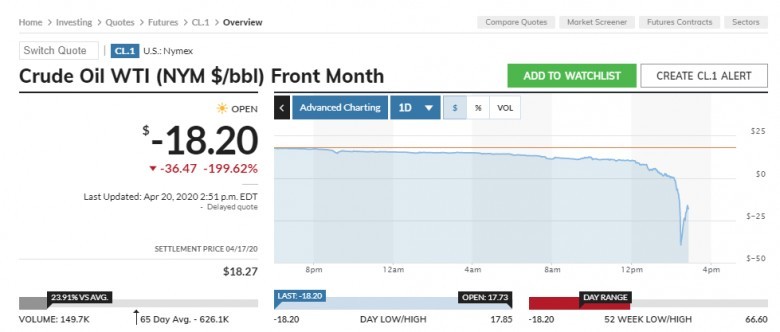 Home > Investing > Quotes > Futures > CL.1 > Overview
Compare Quotes Market Screener Futures Contracts Sectors
Switch Quote | CL.1 U.S.: Nymex
Crude Oil WTI (NYM $/bbl) Front Month
ADD TO WATCHLIST CREATE CL.1 ALERT
OPEN
$-18.20
-36.47 -199.62%
Last Updated: Apr 20, 2020 2:51 p.m. EDT
- Delayed quote
SETTLEMENT PRICE 04/17/20
$18.27
Advanced Charting 1D $ % VOL
$25
$0
$-25
$-50
8pm 12am 4am 8am 12pm 4pm
23.91% VS AVG.
VOLUME: 149.7K 65 Day Avg. - 626.1K
LAST: -18.20 OPEN: 17.73
-18.20 DAY LOW/HIGH 17.85
DAY RANGE
-18.20 52 WEEK LOW/HIGH 66.60